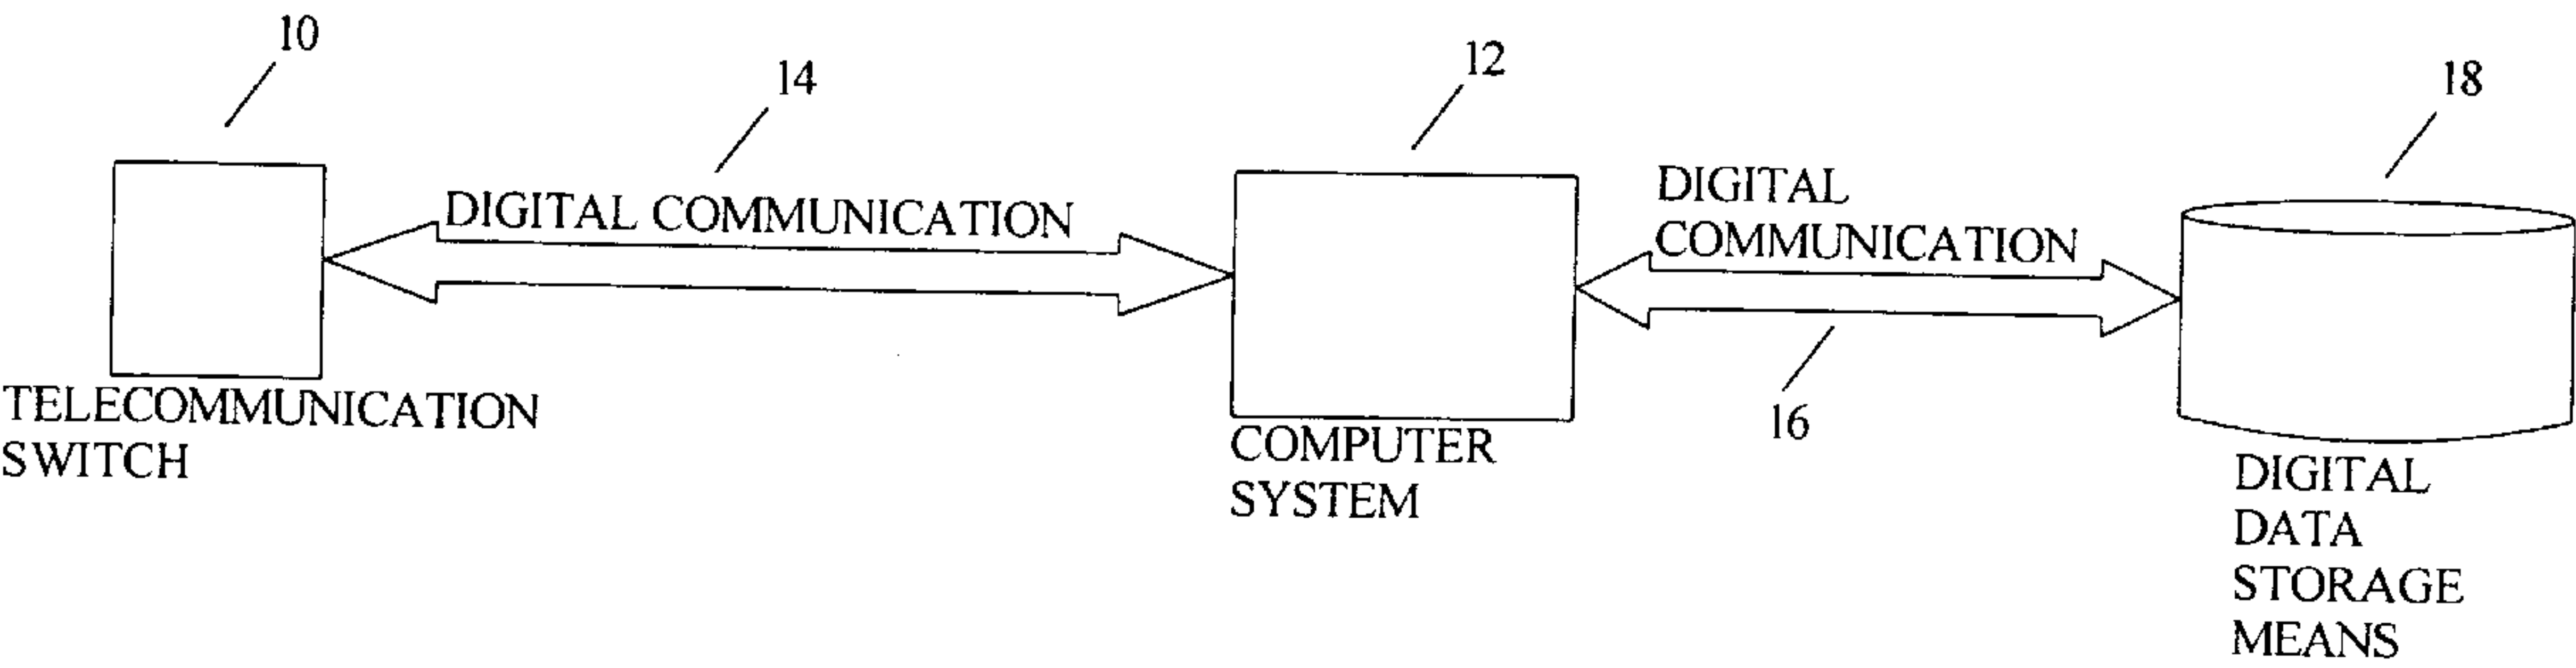 10
14
12
18
DIGITAL COMMUNICATION
DIGITAL
COMMUNICATION
16
TELECOMMUNICATION
SWITCH
COMPUTER
SYSTEM
DIGITAL
DATA
STORAGE
MEANS